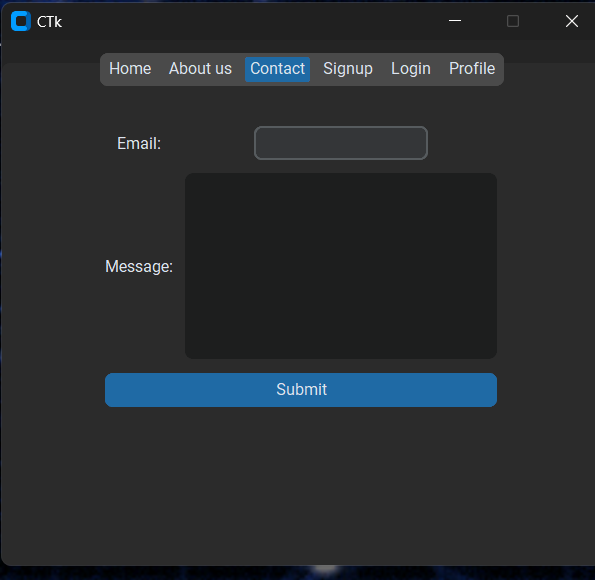 CTk
Home About us Contact Signup Login Profile
Email:
Message:
Submit